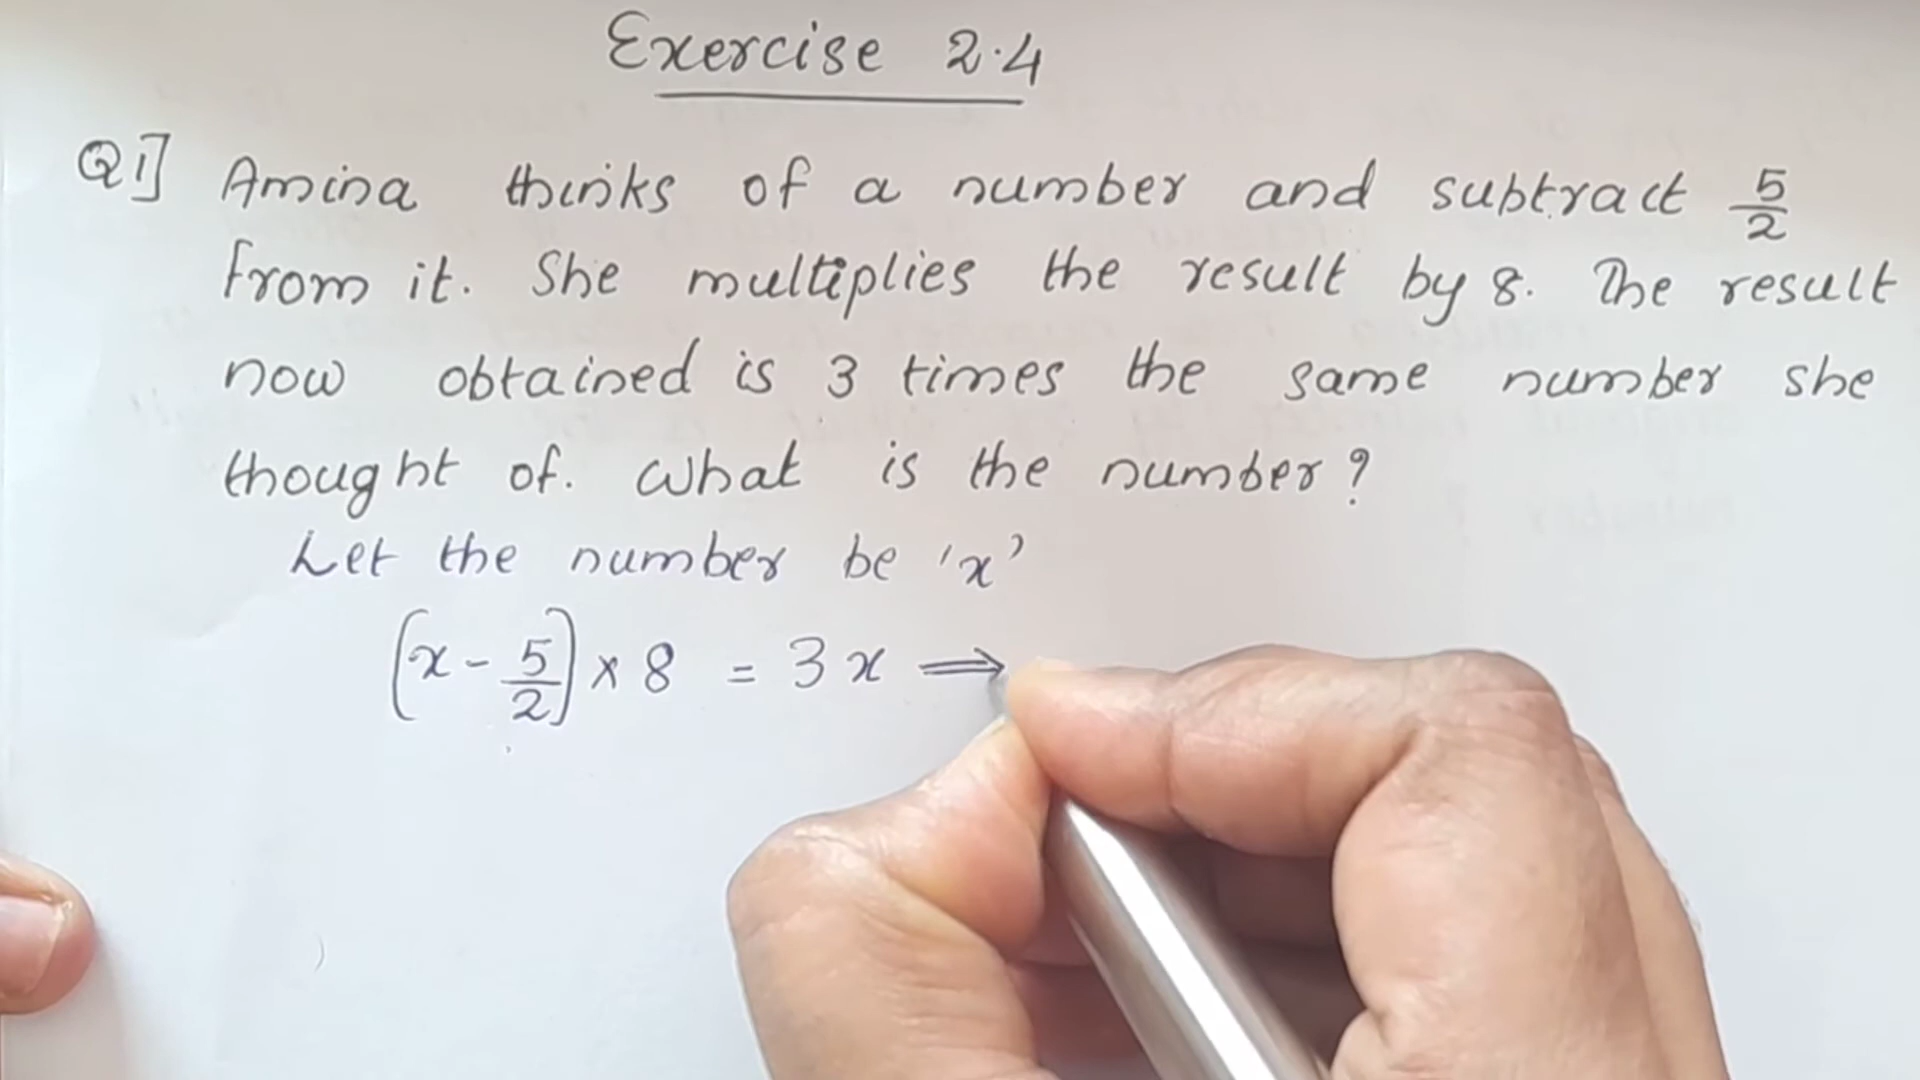 Exercise 2.4
Q1] Amina thinks of a number and subtract 5/2
from it. She multiplies the result by 8. The result
now obtained is 3 times the same number she
thought of. What is the number?
Let the number be 'x'
(x - 5/2) × 8 = 3x ⇒